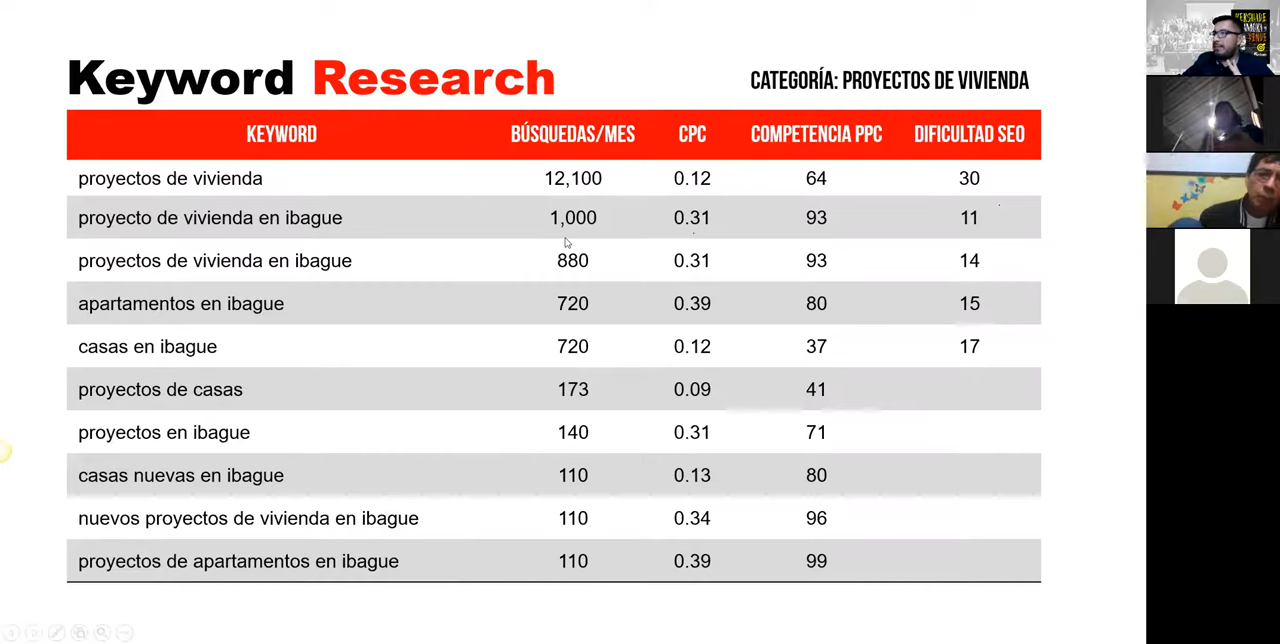 Keyword Research
CATEGORÍA: PROYECTOS DE VIVIENDA
KEYWORD BÚSQUEDAS/MES CPC COMPETENCIA PPC DIFICULTAD SEO
proyectos de vivienda 12,100 0.12 64 30
proyecto de vivienda en ibague 1,000 0.31 93 11
proyectos de vivienda en ibague 880 0.31 93 14
apartamentos en ibague 720 0.39 80 15
casas en ibague 720 0.12 37 17
proyectos de casas 173 0.09 41
proyectos en ibague 140 0.31 71
casas nuevas en ibague 110 0.13 80
nuevos proyectos de vivienda en ibague 110 0.34 96
proyectos de apartamentos en ibague 110 0.39 99